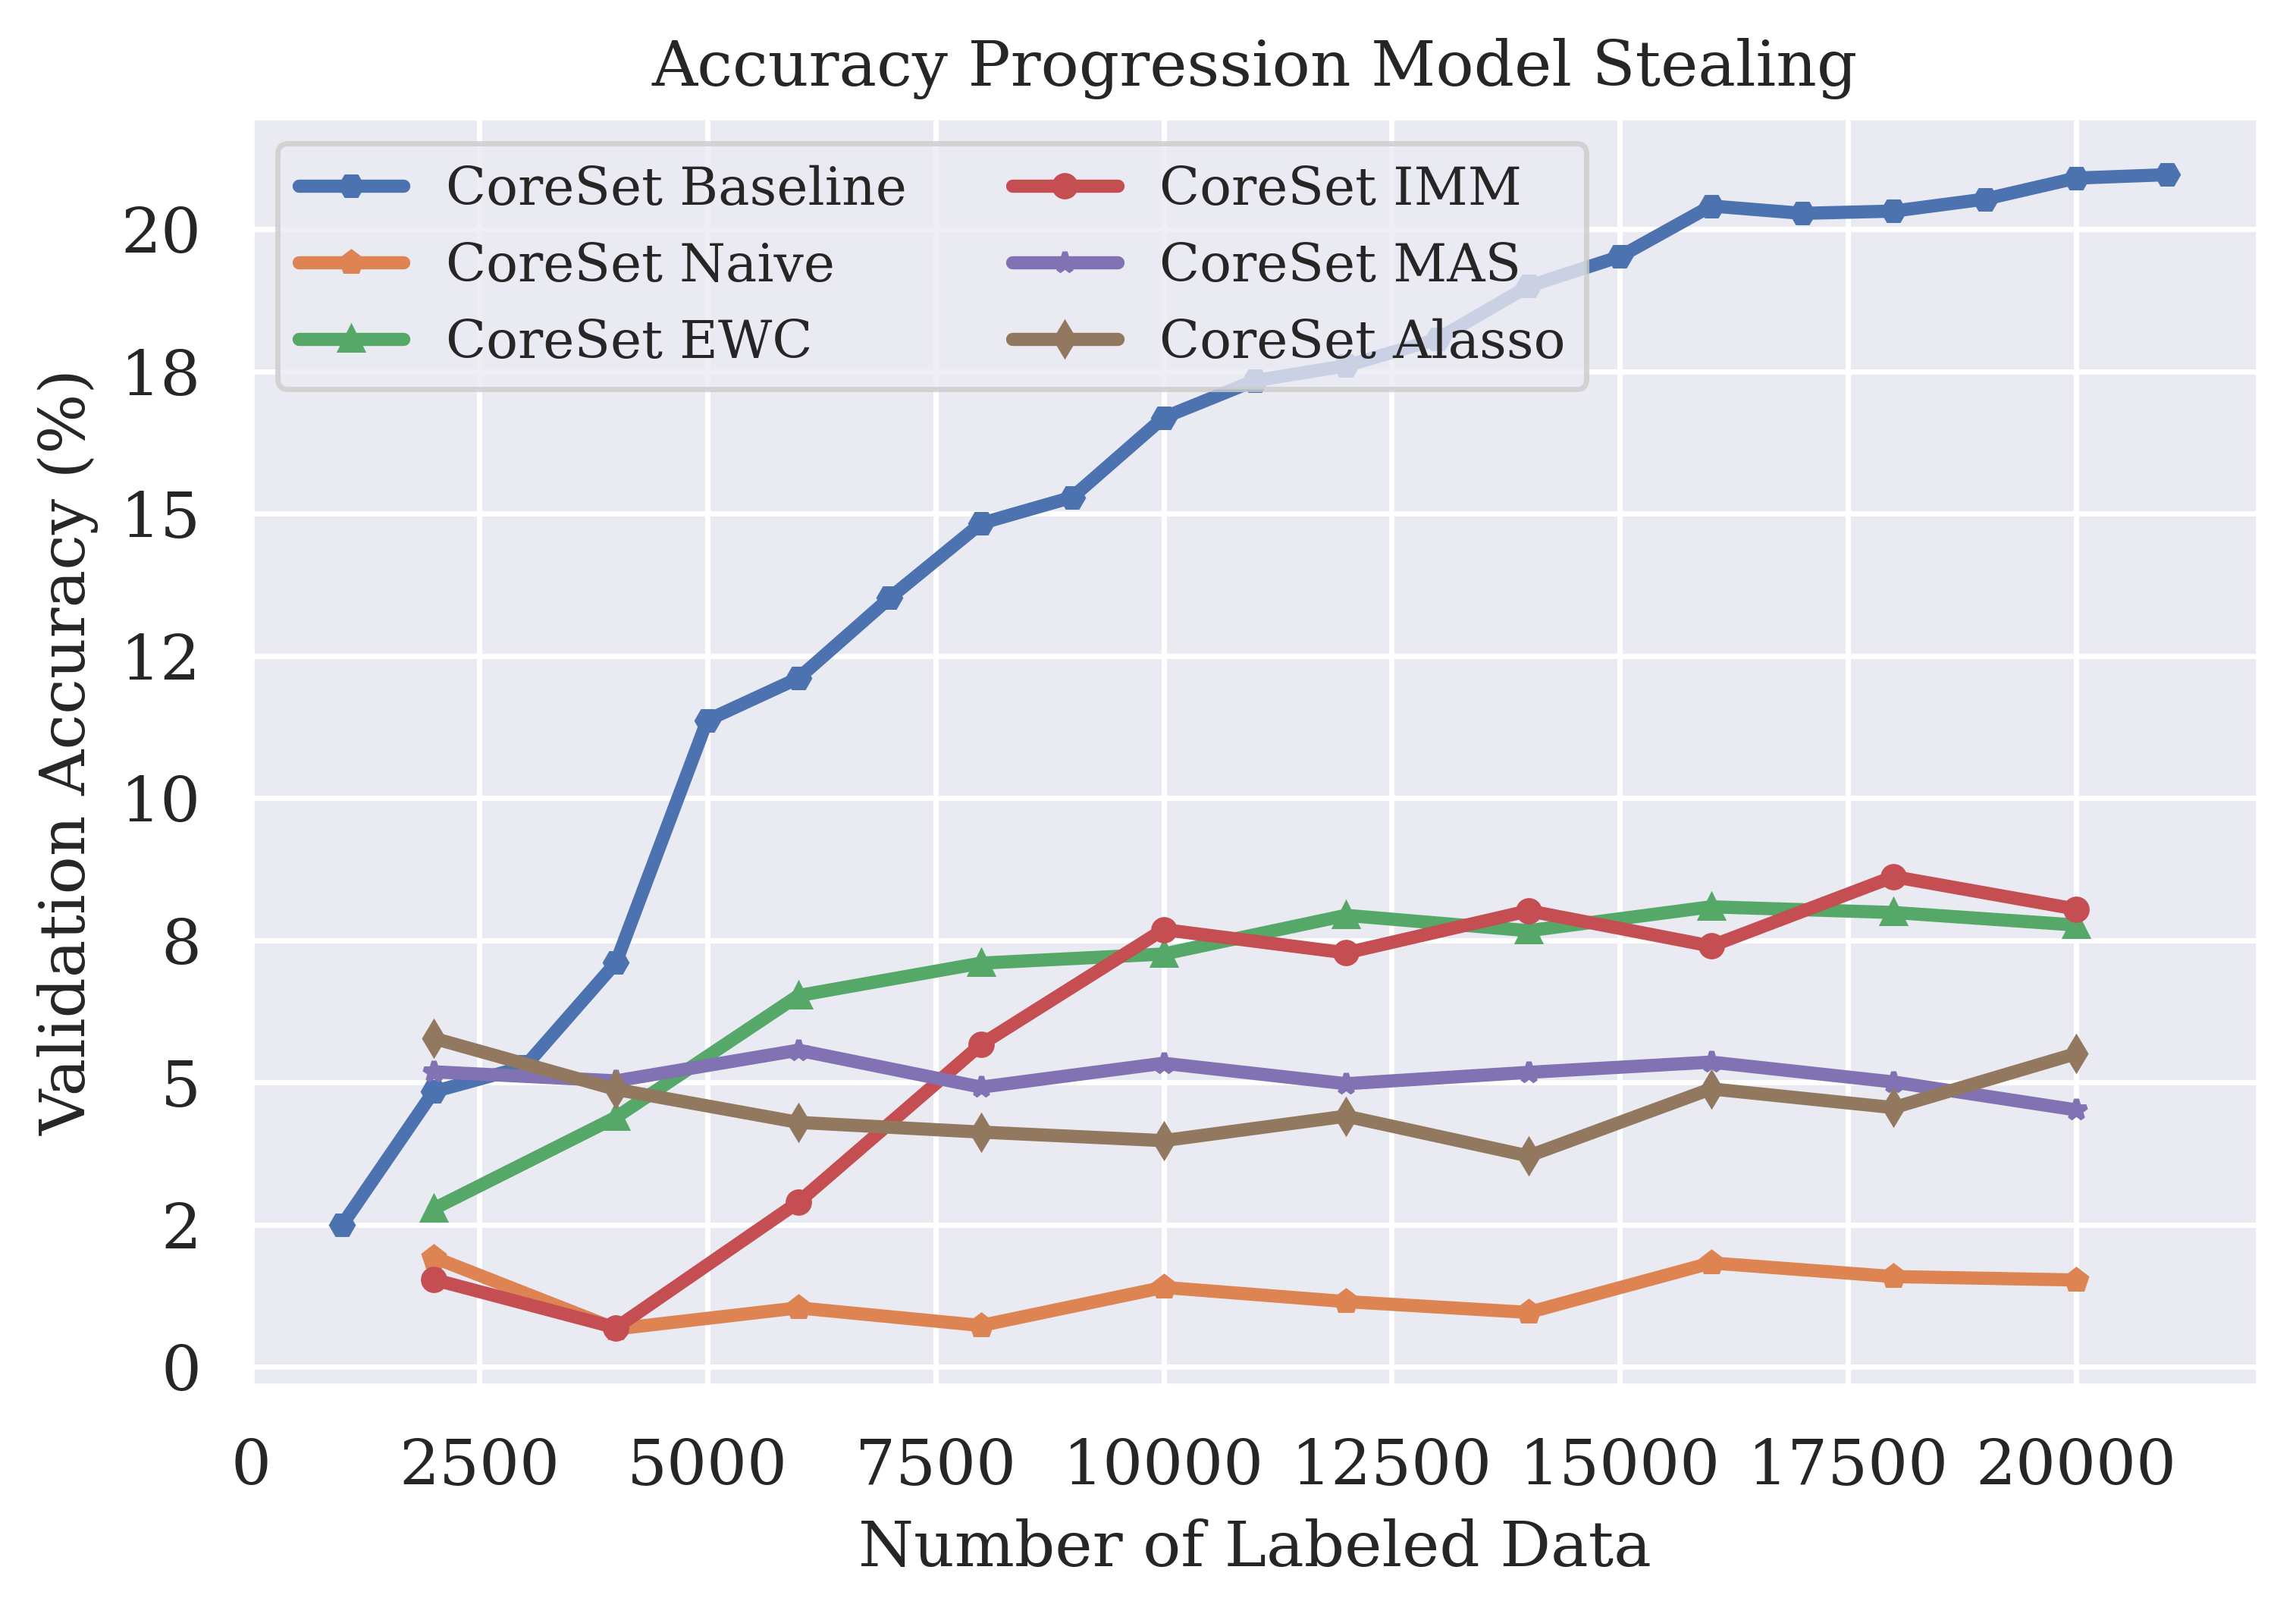 Accuracy Progression Model Stealing
CoreSet Baseline
CoreSet Naive
CoreSet EWC
CoreSet IMM
CoreSet MAS
CoreSet Alasso
Validation Accuracy (%)
20
18
15
12
10
8
5
2
0
0 2500 5000 7500 10000 12500 15000 17500 20000
Number of Labeled Data